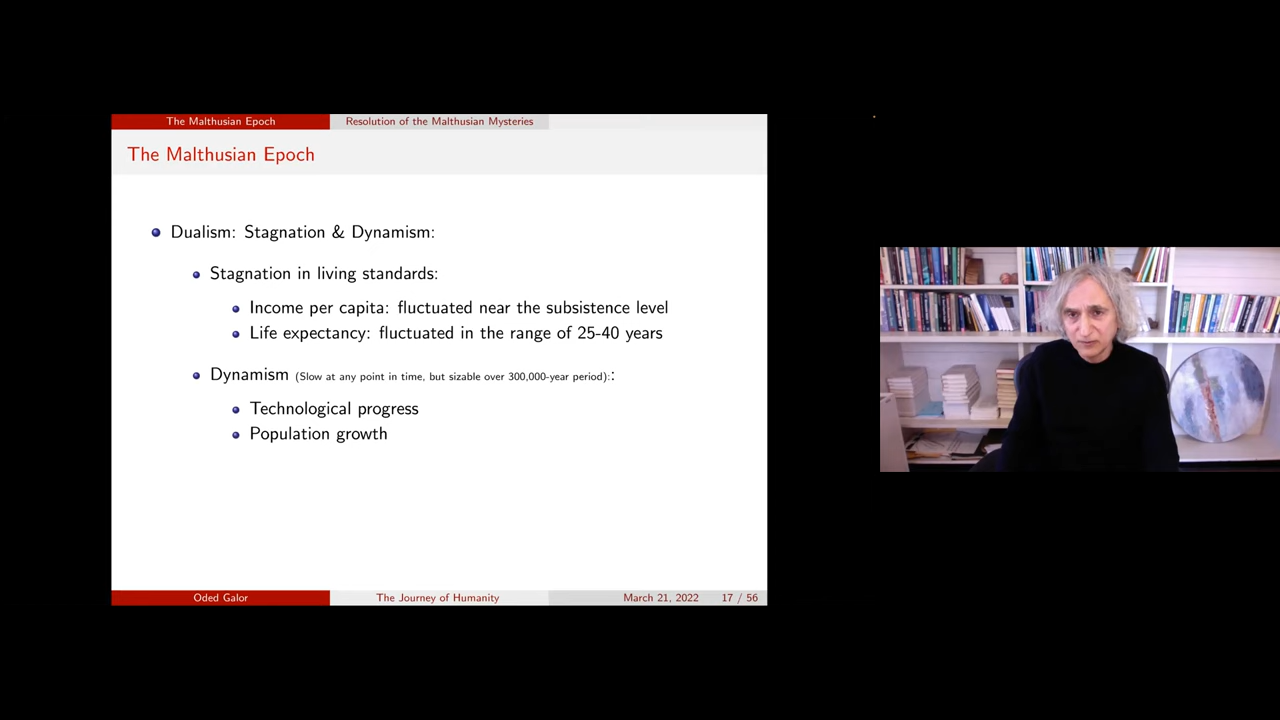 The Malthusian Epoch
Resolution of the Malthusian Mysteries
The Malthusian Epoch
Dualism: Stagnation & Dynamism:
Stagnation in living standards:
Income per capita: fluctuated near the subsistence level
Life expectancy: fluctuated in the range of 25-40 years
Dynamism (Slow at any point in time, but sizable over 300,000-year period)::
Technological progress
Population growth
Oded Galor
The Journey of Humanity
March 21, 2022
17 / 56